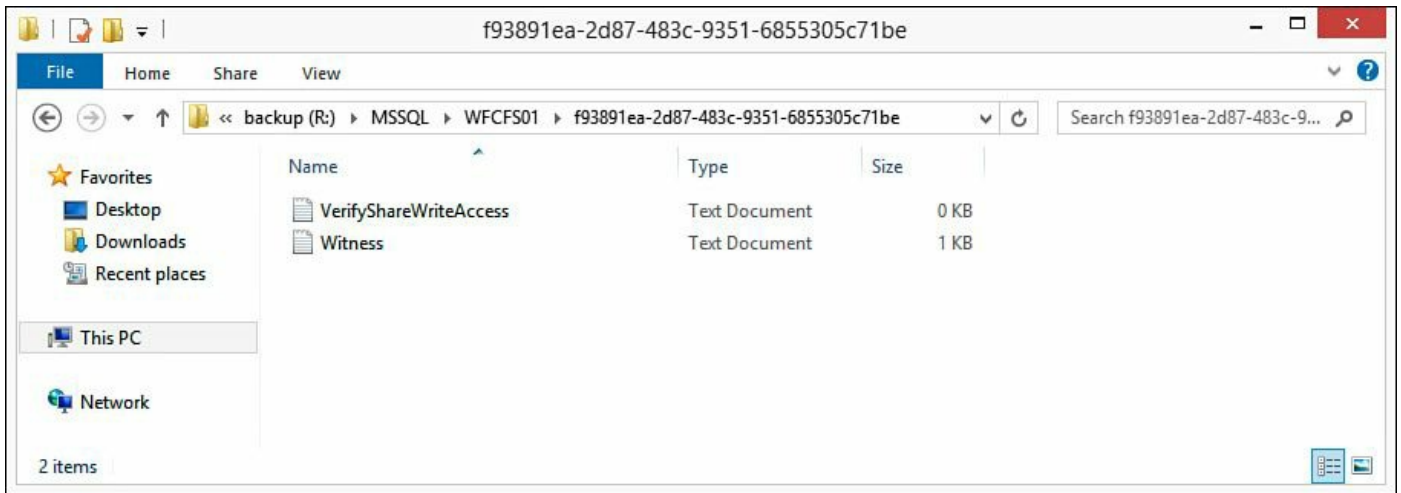 f93891ea-2d87-483c-9351-6855305c71be
File Home Share View
« backup (R:) MSSQL WFCFS01 f93891ea-2d87-483c-9351-6855305c71be Search f93891ea-2d87-483c-9...
Favorites
Desktop
Downloads
Recent places
This PC
Network
Name Type Size
VerifyShareWriteAccess Text Document 0 KB
Witness Text Document 1 KB
2 items